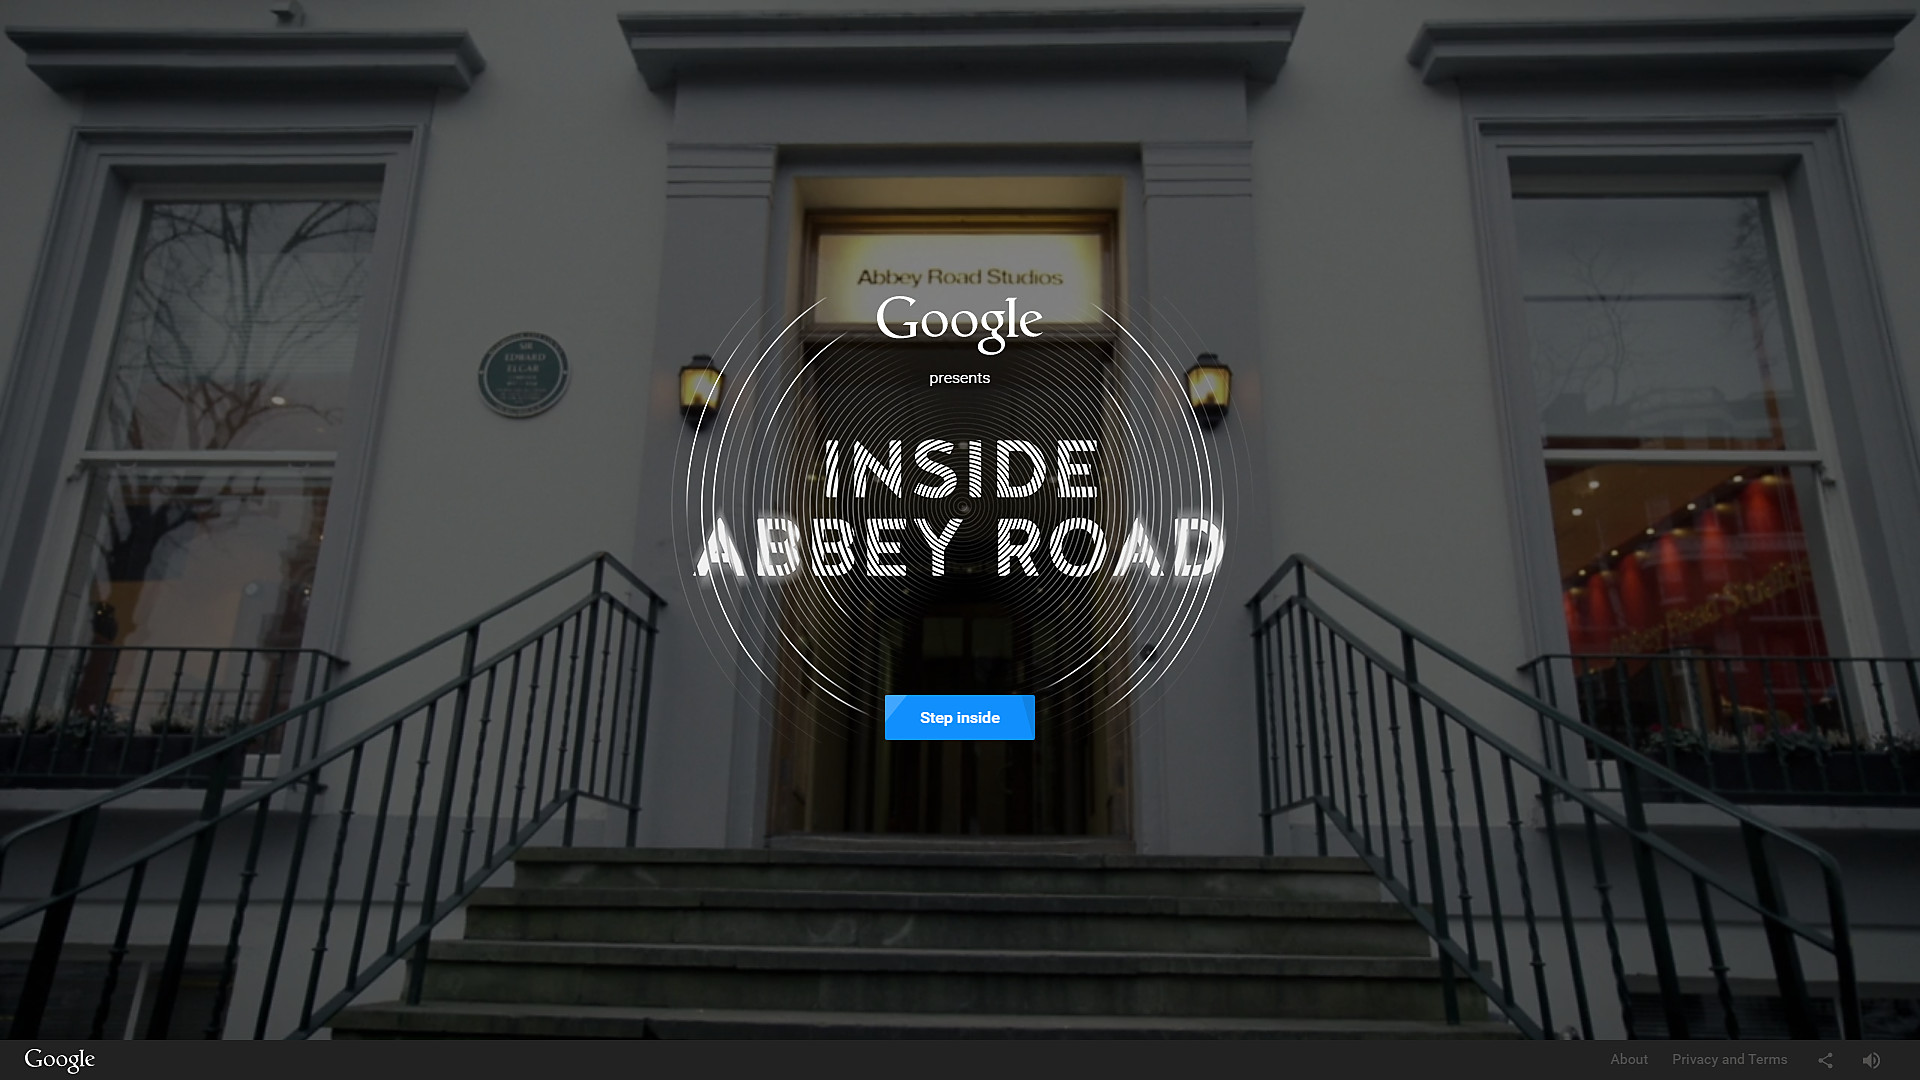 Abbey Road Studios
Google
presents
SIR
EDWARD
ELGAR
INSIDE
ABBEY ROAD
Abbey Road Studios
Step inside
Google
About
Privacy and Terms